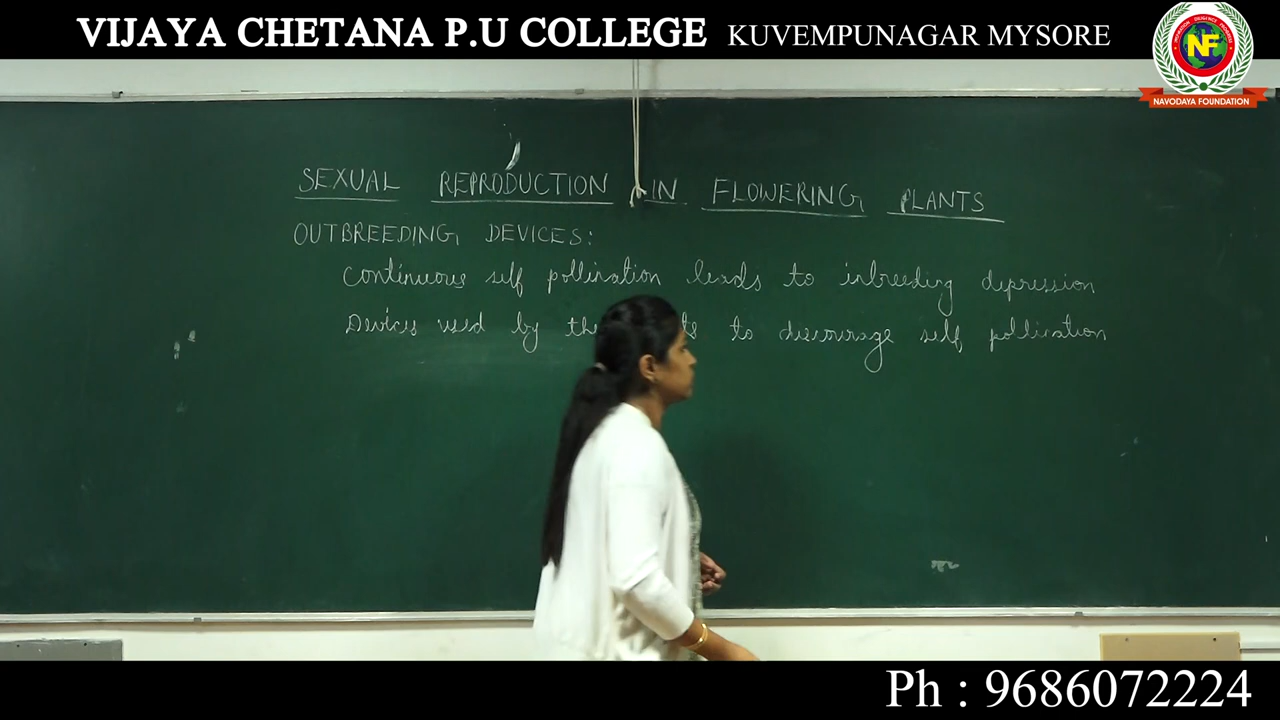 VIJAYA CHETANA P.U COLLEGE KUVEMPUNAGAR MYSORE
NF
NAVODAYA FOUNDATION
SEXUAL REPRODUCTION IN FLOWERING PLANTS
OUTBREEDING DEVICES:
Continuous self pollination leads to inbreeding depression
Devices used by the to discourage self pollination
Ph : 9686072224